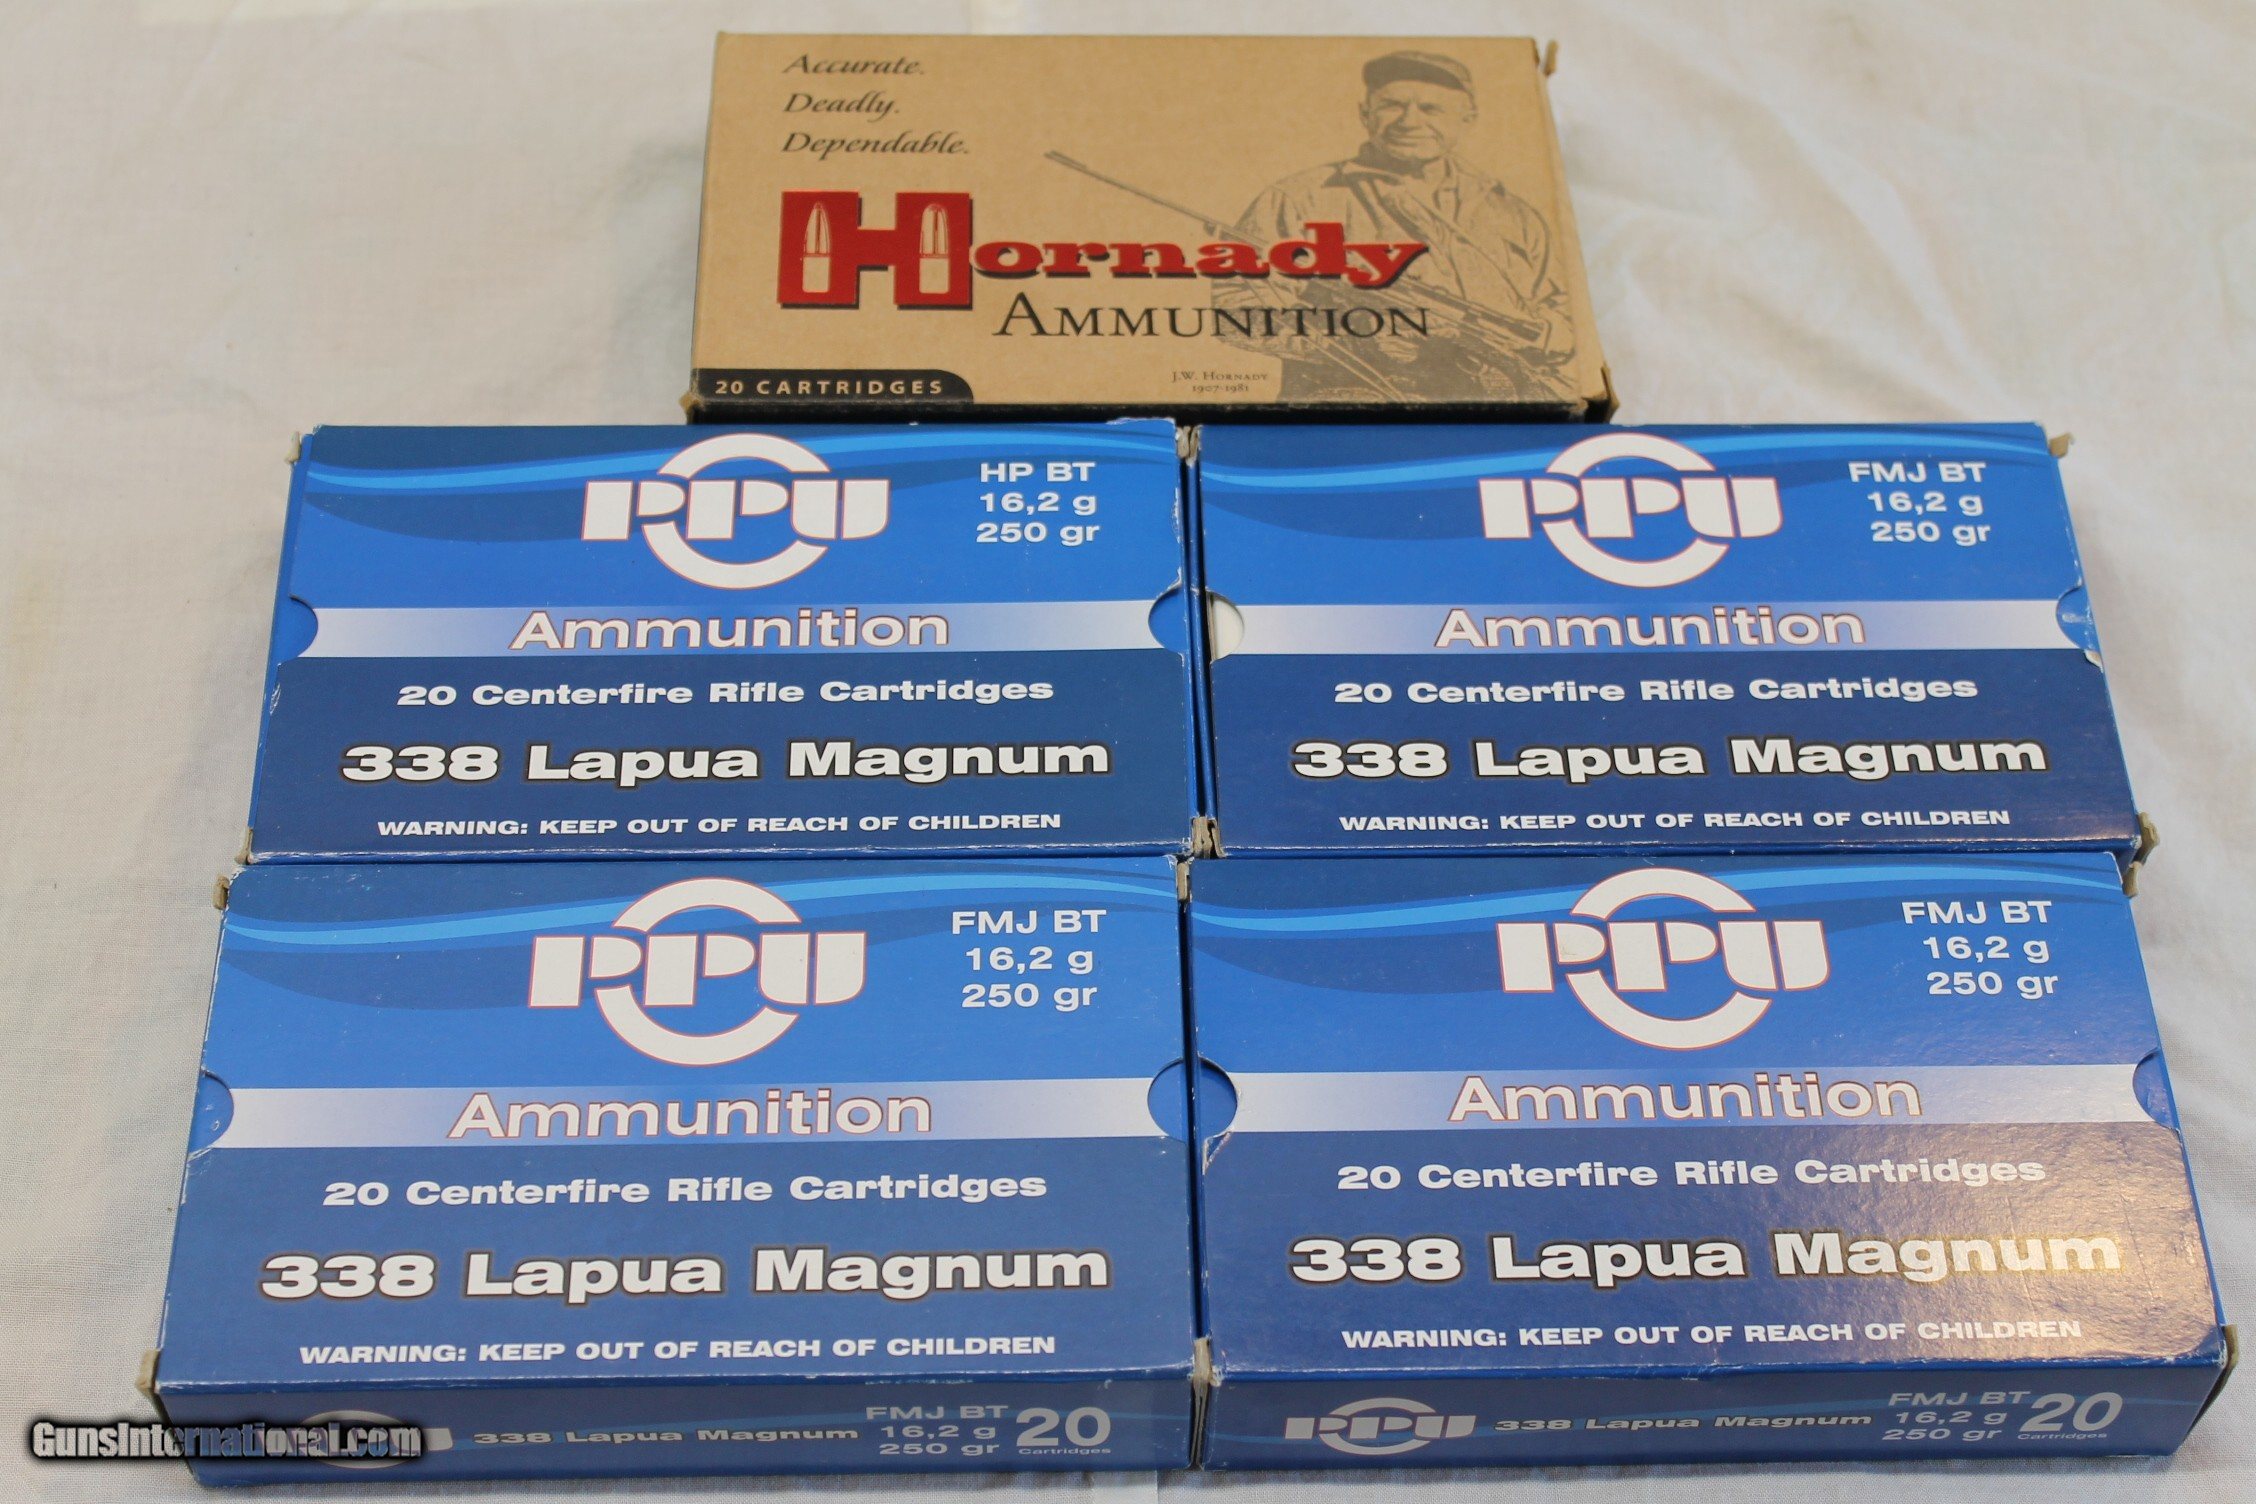 Accurate.
Deadly.
Dependable.
Hornady
AMMUNITION
J.W. HORNADY
1907-1981
20 CARTRIDGES
PPU
HP BT
16,2 g
250 gr
Ammunition
20 Centerfire Rifle Cartridges
338 Lapua Magnum
WARNING: KEEP OUT OF REACH OF CHILDREN
PPU
FMJ BT
16,2 g
250 gr
Ammunition
20 Centerfire Rifle Cartridges
338 Lapua Magnum
WARNING: KEEP OUT OF REACH OF CHILDREN
PPU
FMJ BT
16,2 g
250 gr
Ammunition
20 Centerfire Rifle Cartridges
338 Lapua Magnum
WARNING: KEEP OUT OF REACH OF CHILDREN
338 Lapua Magnum
FMJ BT
16,2 g
250 gr
20
Cartridges
PPU
FMJ BT
16,2 g
250 gr
Ammunition
20 Centerfire Rifle Cartridges
338 Lapua Magnum
WARNING: KEEP OUT OF REACH OF CHILDREN
PPU
338 Lapua Magnum
FMJ BT
16,2 g
250 gr
20
Cartridges
GunsInternational.com